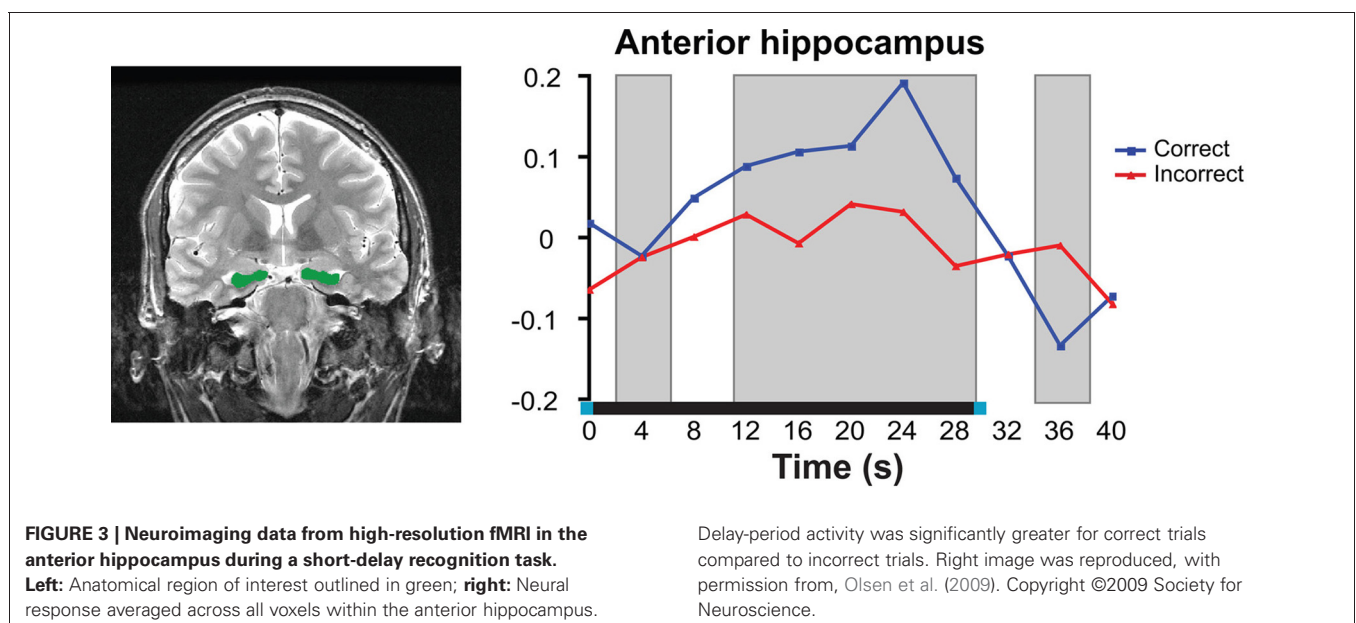 Anterior hippocampus
0.2
0.1
0
-0.1
-0.2
0 4 8 12 16 20 24 28 32 36 40
Time (s)
Correct
Incorrect
FIGURE 3 | Neuroimaging data from high-resolution fMRI in the
anterior hippocampus during a short-delay recognition task.
Left: Anatomical region of interest outlined in green; right: Neural
response averaged across all voxels within the anterior hippocampus.
Delay-period activity was significantly greater for correct trials
compared to incorrect trials. Right image was reproduced, with
permission from, Olsen et al. (2009). Copyright ©2009 Society for
Neuroscience.